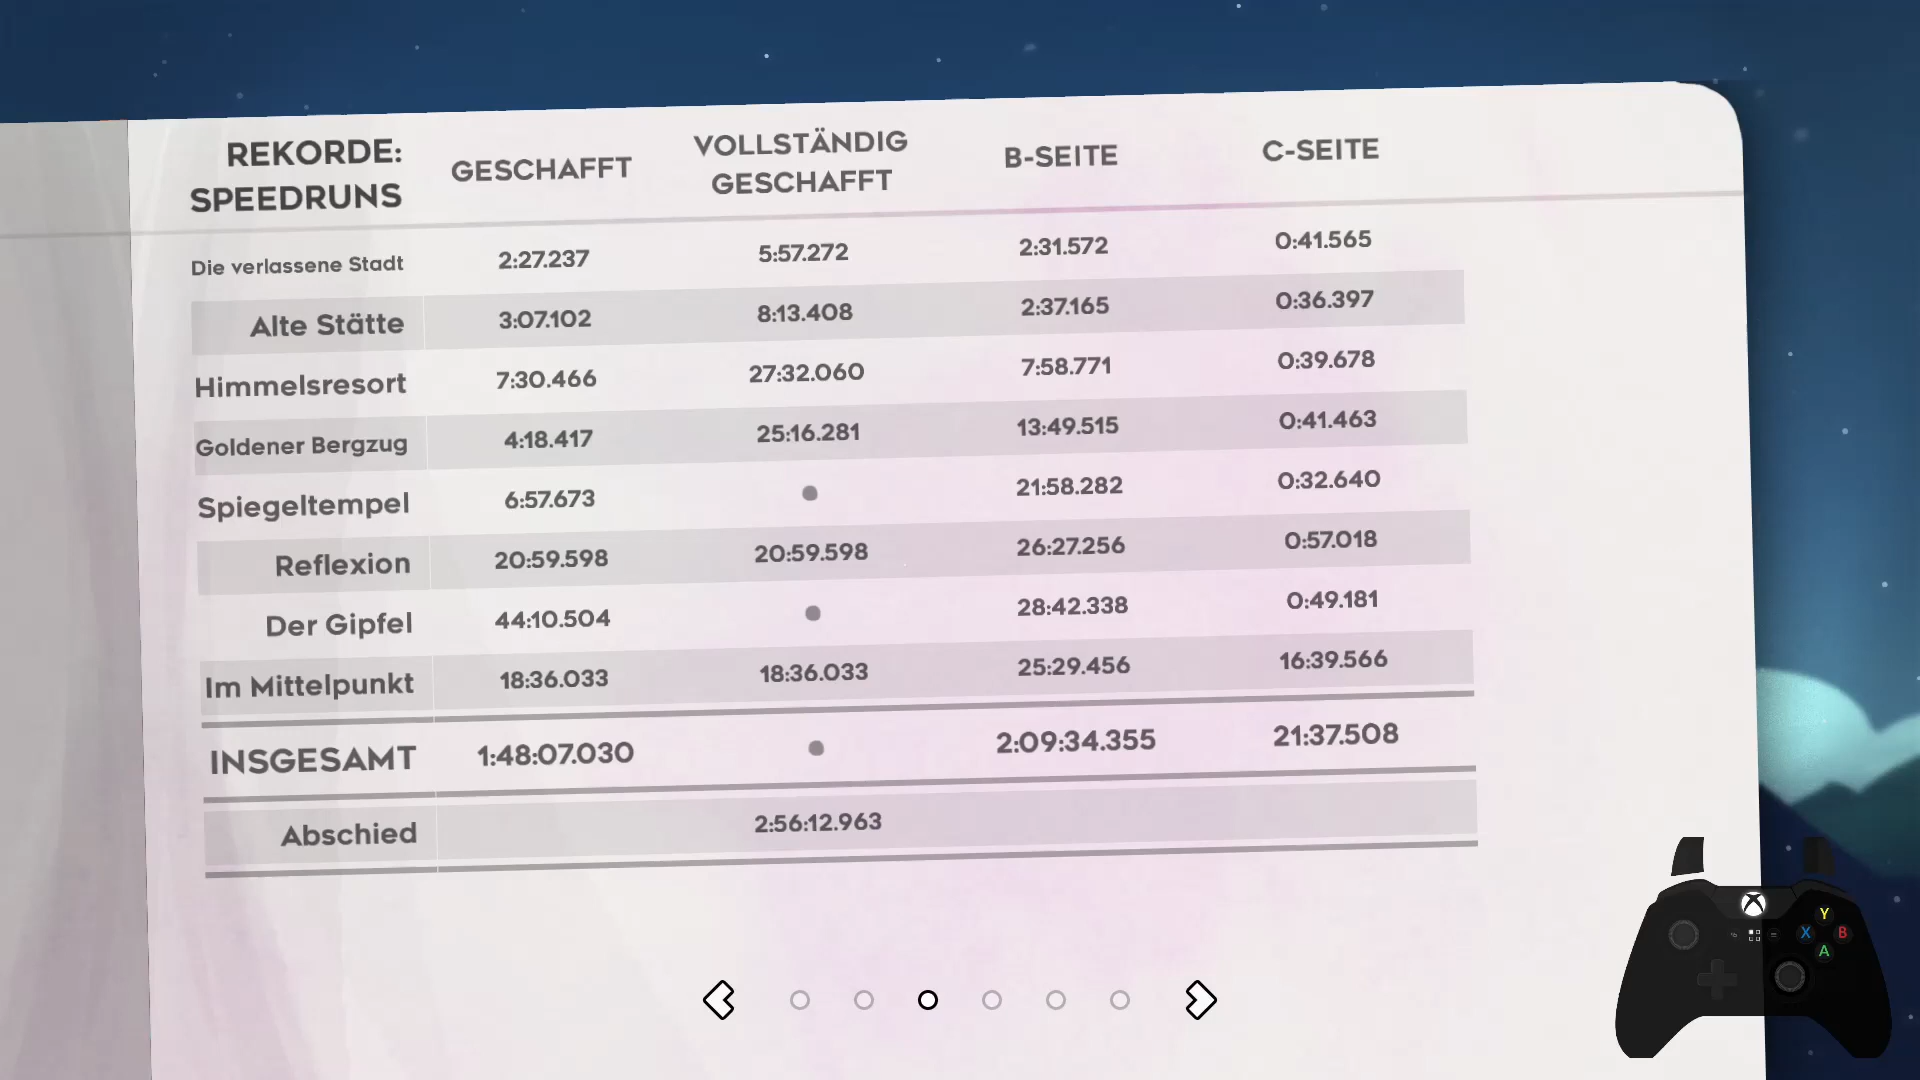 REKORDE:
SPEEDRUNS
GESCHAFFT
VOLLSTÄNDIG
GESCHAFFT
B-SEITE
C-SEITE
Die verlassene Stadt 2:27.237 5:57.272 2:31.572 0:41.565
Alte Stätte 3:07.102 8:13.408 2:37.165 0:36.397
Himmelsresort 7:30.466 27:32.060 7:58.771 0:39.678
Goldener Bergzug 4:18.417 25:16.281 13:49.515 0:41.463
Spiegeltempel 6:57.673 21:58.282 0:32.640
Reflexion 20:59.598 20:59.598 26:27.256 0:57.018
Der Gipfel 44:10.504 28:42.338 0:49.181
Im Mittelpunkt 18:36.033 18:36.033 25:29.456 16:39.566
INSGESAMT 1:48:07.030 2:09:34.355 21:37.508
Abschied 2:56:12.963
Y
X B
A